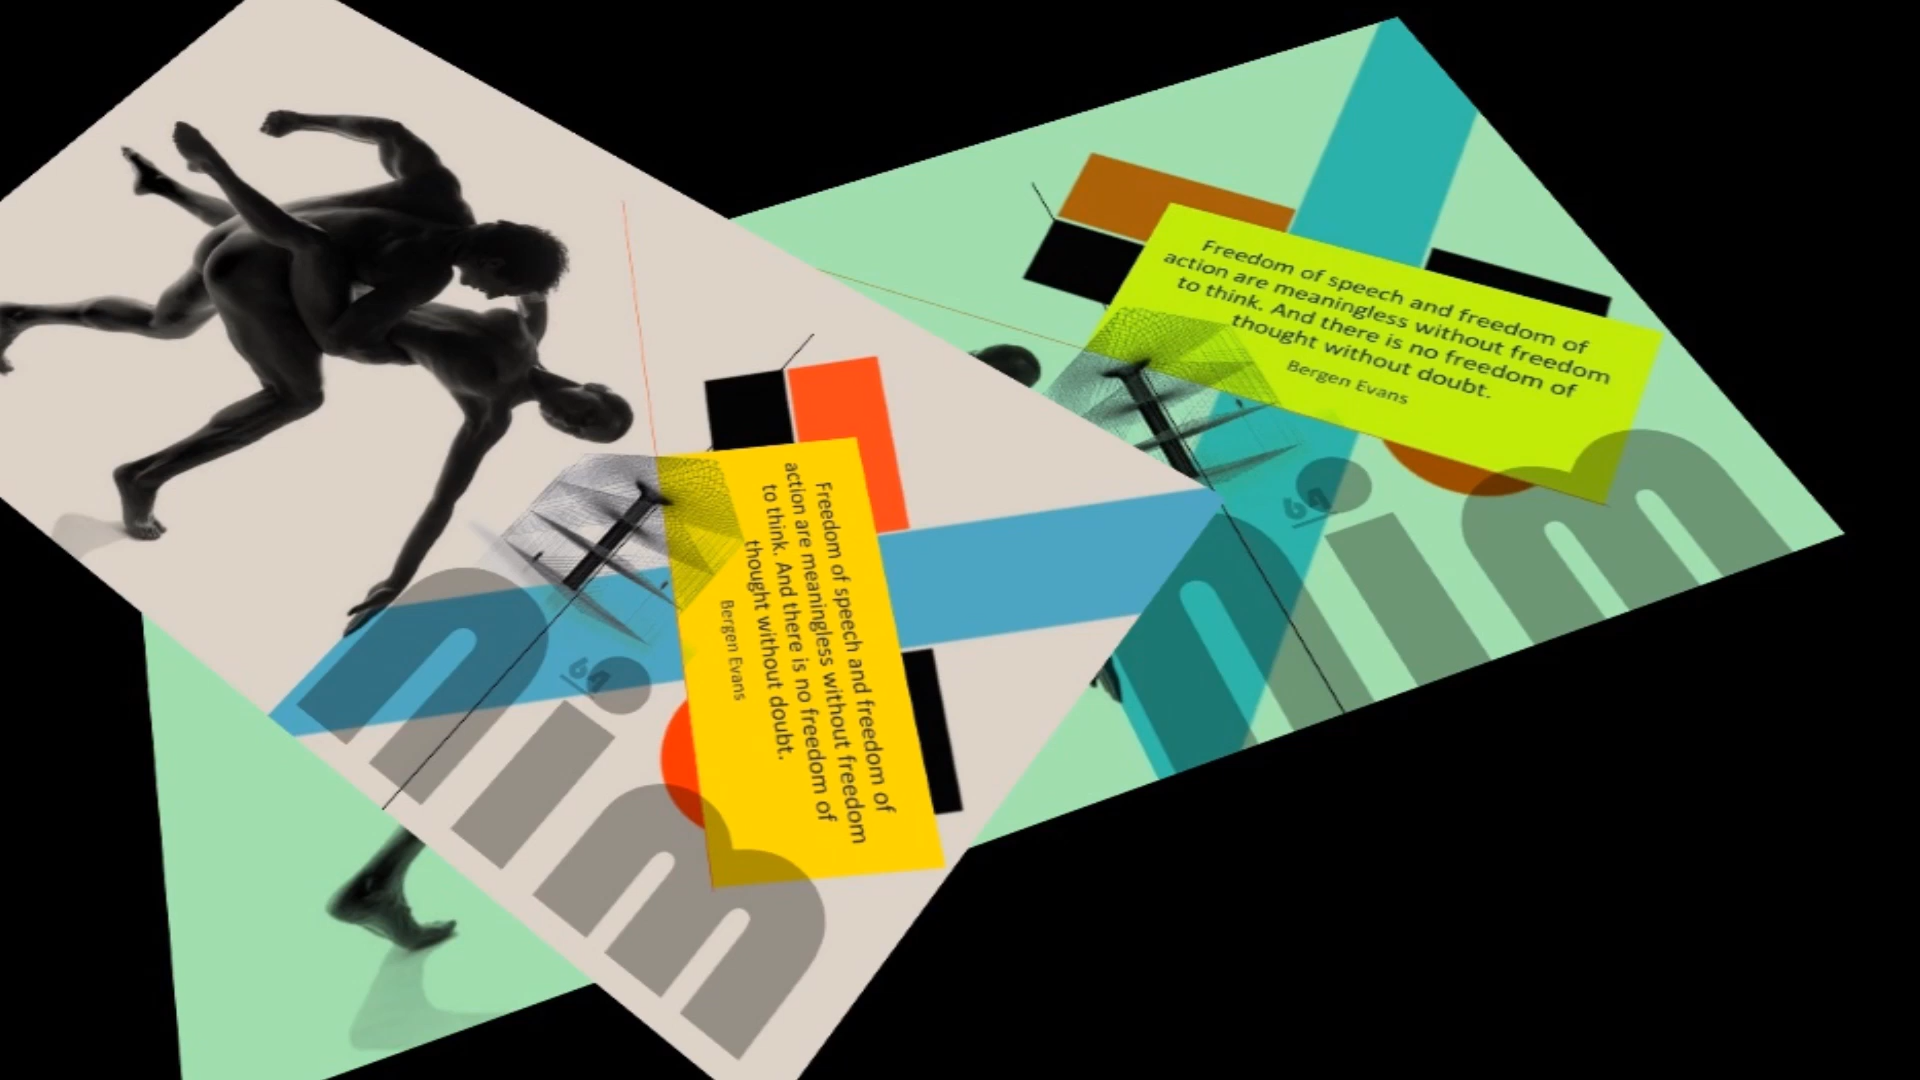 Freedom of speech and freedom of
action are meaningless without freedom
to think. And there is no freedom of
thought without doubt.
Bergen Evans
64
nim
Freedom of speech and freedom of
action are meaningless without freedom
to think. And there is no freedom of
thought without doubt.
Bergen Evans
64
nim